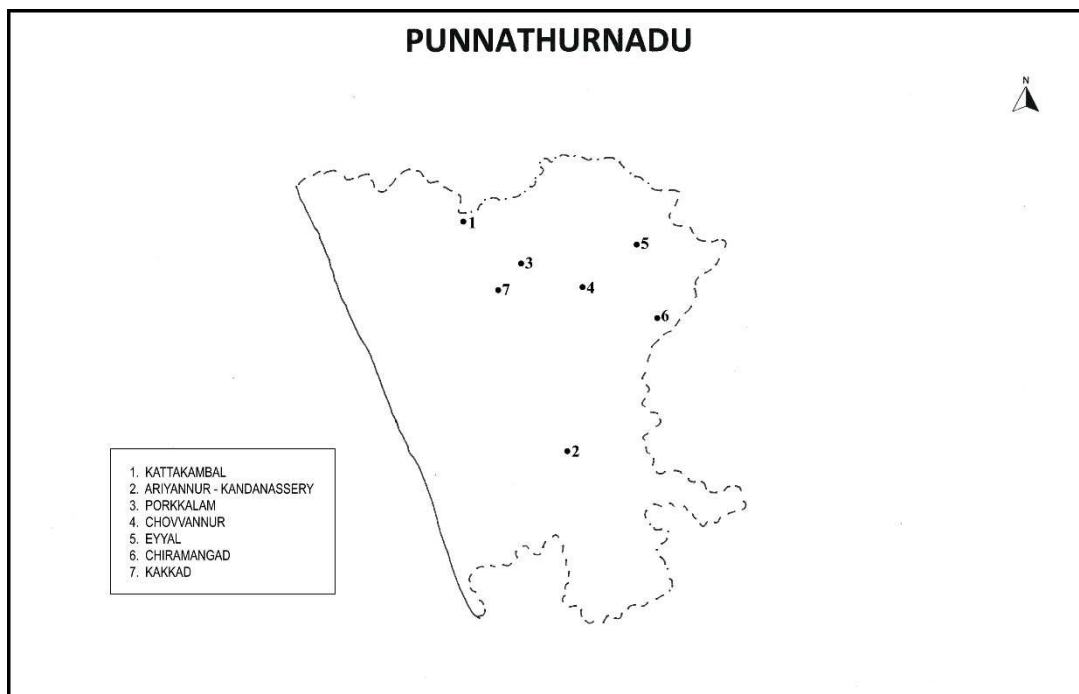 PUNNATHURNADU
N
1
5
3
4
7
6
2
1. KATTAKAMBAL
2. ARIYANNUR - KANDANASSERY
3. PORKKALAM
4. CHOVVANNUR
5. EYYAL
6. CHIRAMANGAD
7. KAKKAD